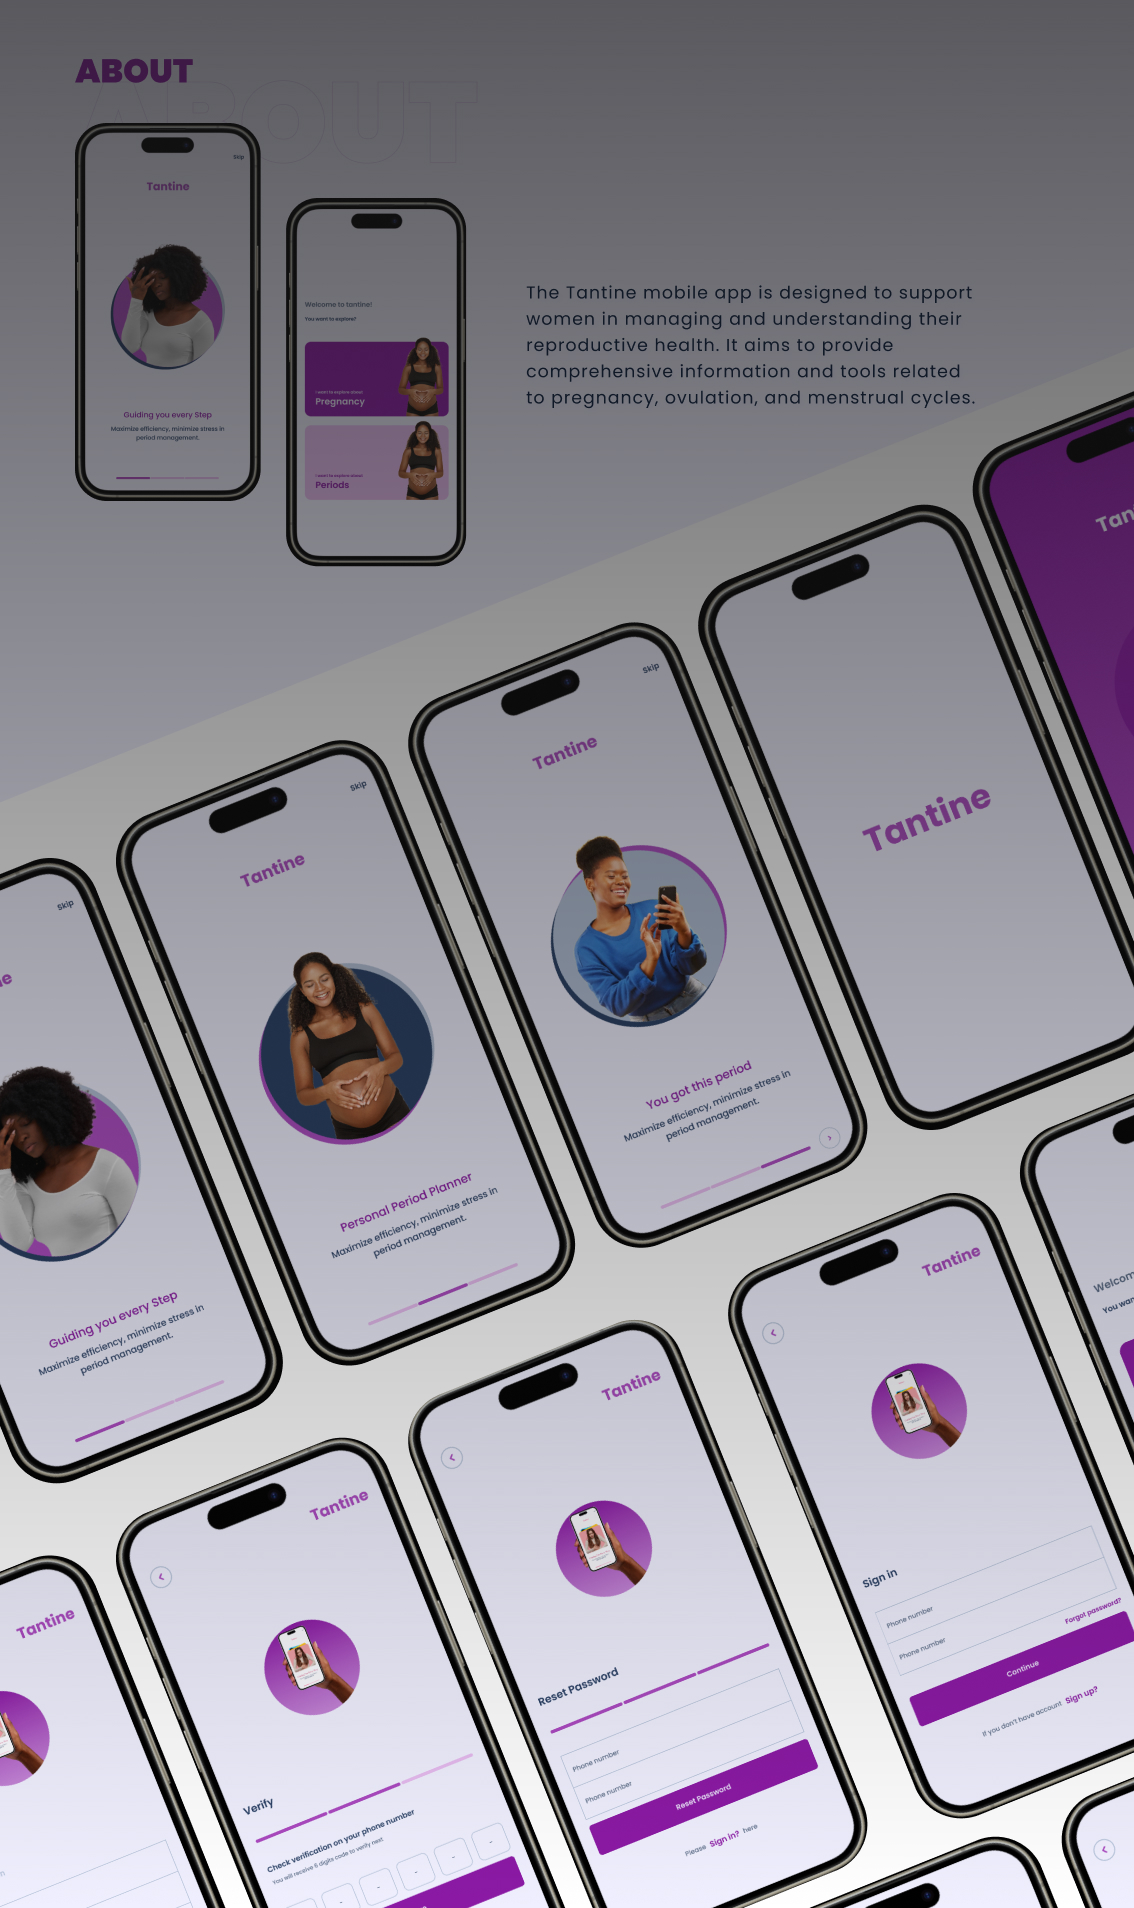 ABOUT
ABOUT
Skip
Tantine
Guiding you every Step
Maximize efficiency, minimize stress in
period management.
Welcome to tantine!
You want to explore?
I want to explore about
Pregnancy
I want to explore about
Periods
The Tantine mobile app is designed to support
women in managing and understanding their
reproductive health. It aims to provide
comprehensive information and tools related
to pregnancy, ovulation, and menstrual cycles.
Tan
Tantine
Skip
Tantine
You got this period
Maximize efficiency, minimize stress in
period management.
Skip
Tantine
Personal Period Planner
Maximize efficiency, minimize stress in
period management.
Skip
ne
Guiding you every Step
Maximize efficiency, minimize stress in
period management.
Welcom
You wan
Tantine
Sign in
Phone number
Phone number
Forgot password?
Continue
If you don't have account Sign up?
Tantine
Reset Password
Phone number
Phone number
Reset Password
Please Sign in? here
Tantine
Verify
Check verification on your phone number
You will receive 6 digits code to verify next
- - - - -
Tantine